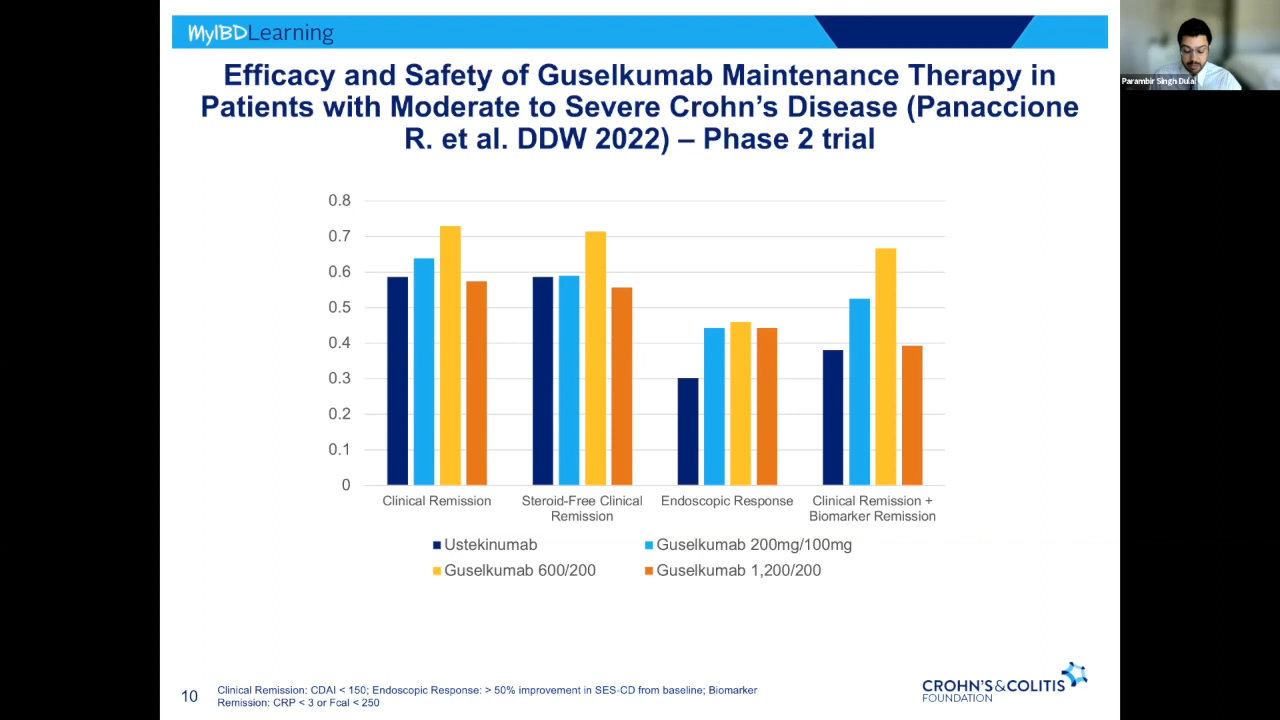 MyIBDLearning
Parambir Singh Dulai
Efficacy and Safety of Guselkumab Maintenance Therapy in
Patients with Moderate to Severe Crohn's Disease (Panaccione
R. et al. DDW 2022) – Phase 2 trial
0.8
0.7
0.6
0.5
0.4
0.3
0.2
0.1
0
Clinical Remission
Steroid-Free Clinical
Remission
Endoscopic Response
Clinical Remission +
Biomarker Remission
Ustekinumab
Guselkumab 200mg/100mg
Guselkumab 600/200
Guselkumab 1,200/200
10
Clinical Remission: CDAI < 150; Endoscopic Response: > 50% improvement in SES-CD from baseline; Biomarker
Remission: CRP < 3 or Fcal < 250
CROHN'S & COLITIS
FOUNDATION